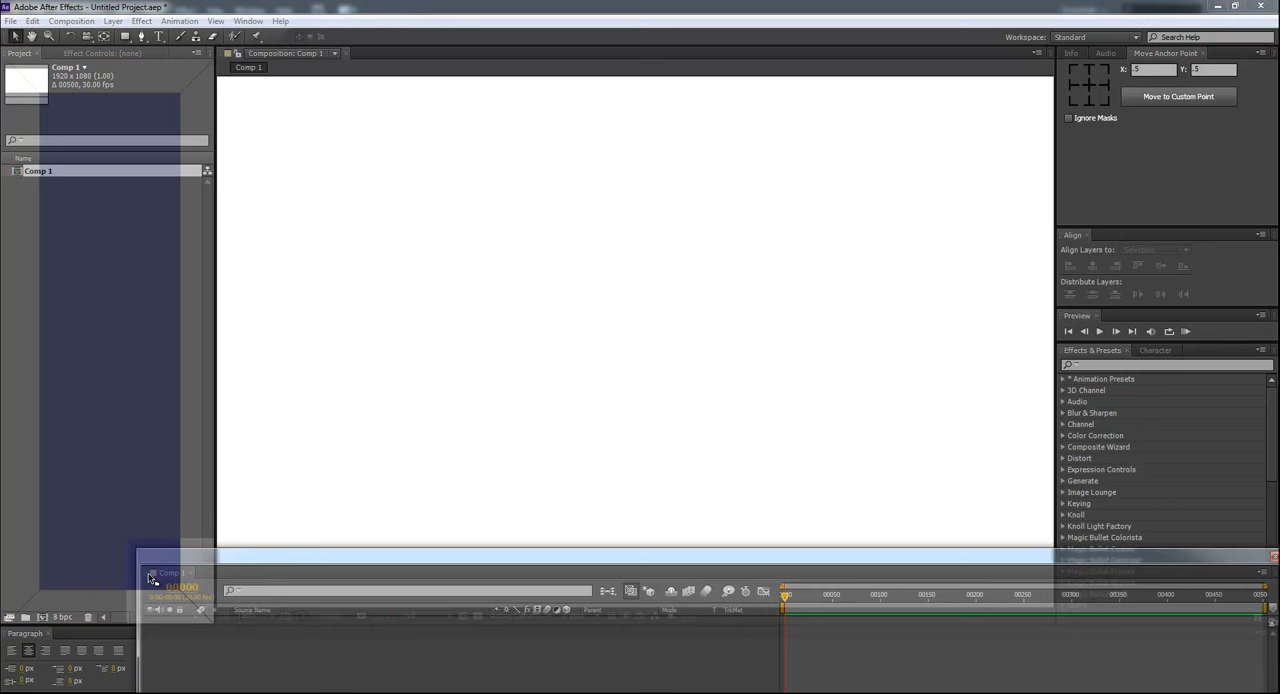 Adobe After Effects - Untitled Project.aep *
File Edit Composition Layer Effect Animation View Window Help
Workspace: Standard Search Help
Project Effect Controls: (none)
Composition: Comp 1
Info Audio Move Anchor Point
Comp 1
1920 x 1080 (1.00)
Δ 00500, 30.00 fps
Comp 1
X: .5 Y: .5
Move to Custom Point
Ignore Masks
Name
Comp 1
Align
Align Layers to: Selection
Distribute Layers:
Preview
Effects & Presets Character
* Animation Presets
3D Channel
Audio
Blur & Sharpen
Channel
Color Correction
Composite Wizard
Distort
Expression Controls
Generate
Image Lounge
Keying
Knoll
Knoll Light Factory
Magic Bullet Colorista
Comp 1
00000
0:00:00:00 (30.00 fps)
Source Name Parent Mode T TrkMat
00050 00100 00150 00200 00250 00300 00350 00400 00450
8 bpc
Paragraph
0 px 0 px 0 px
0 px 0 px